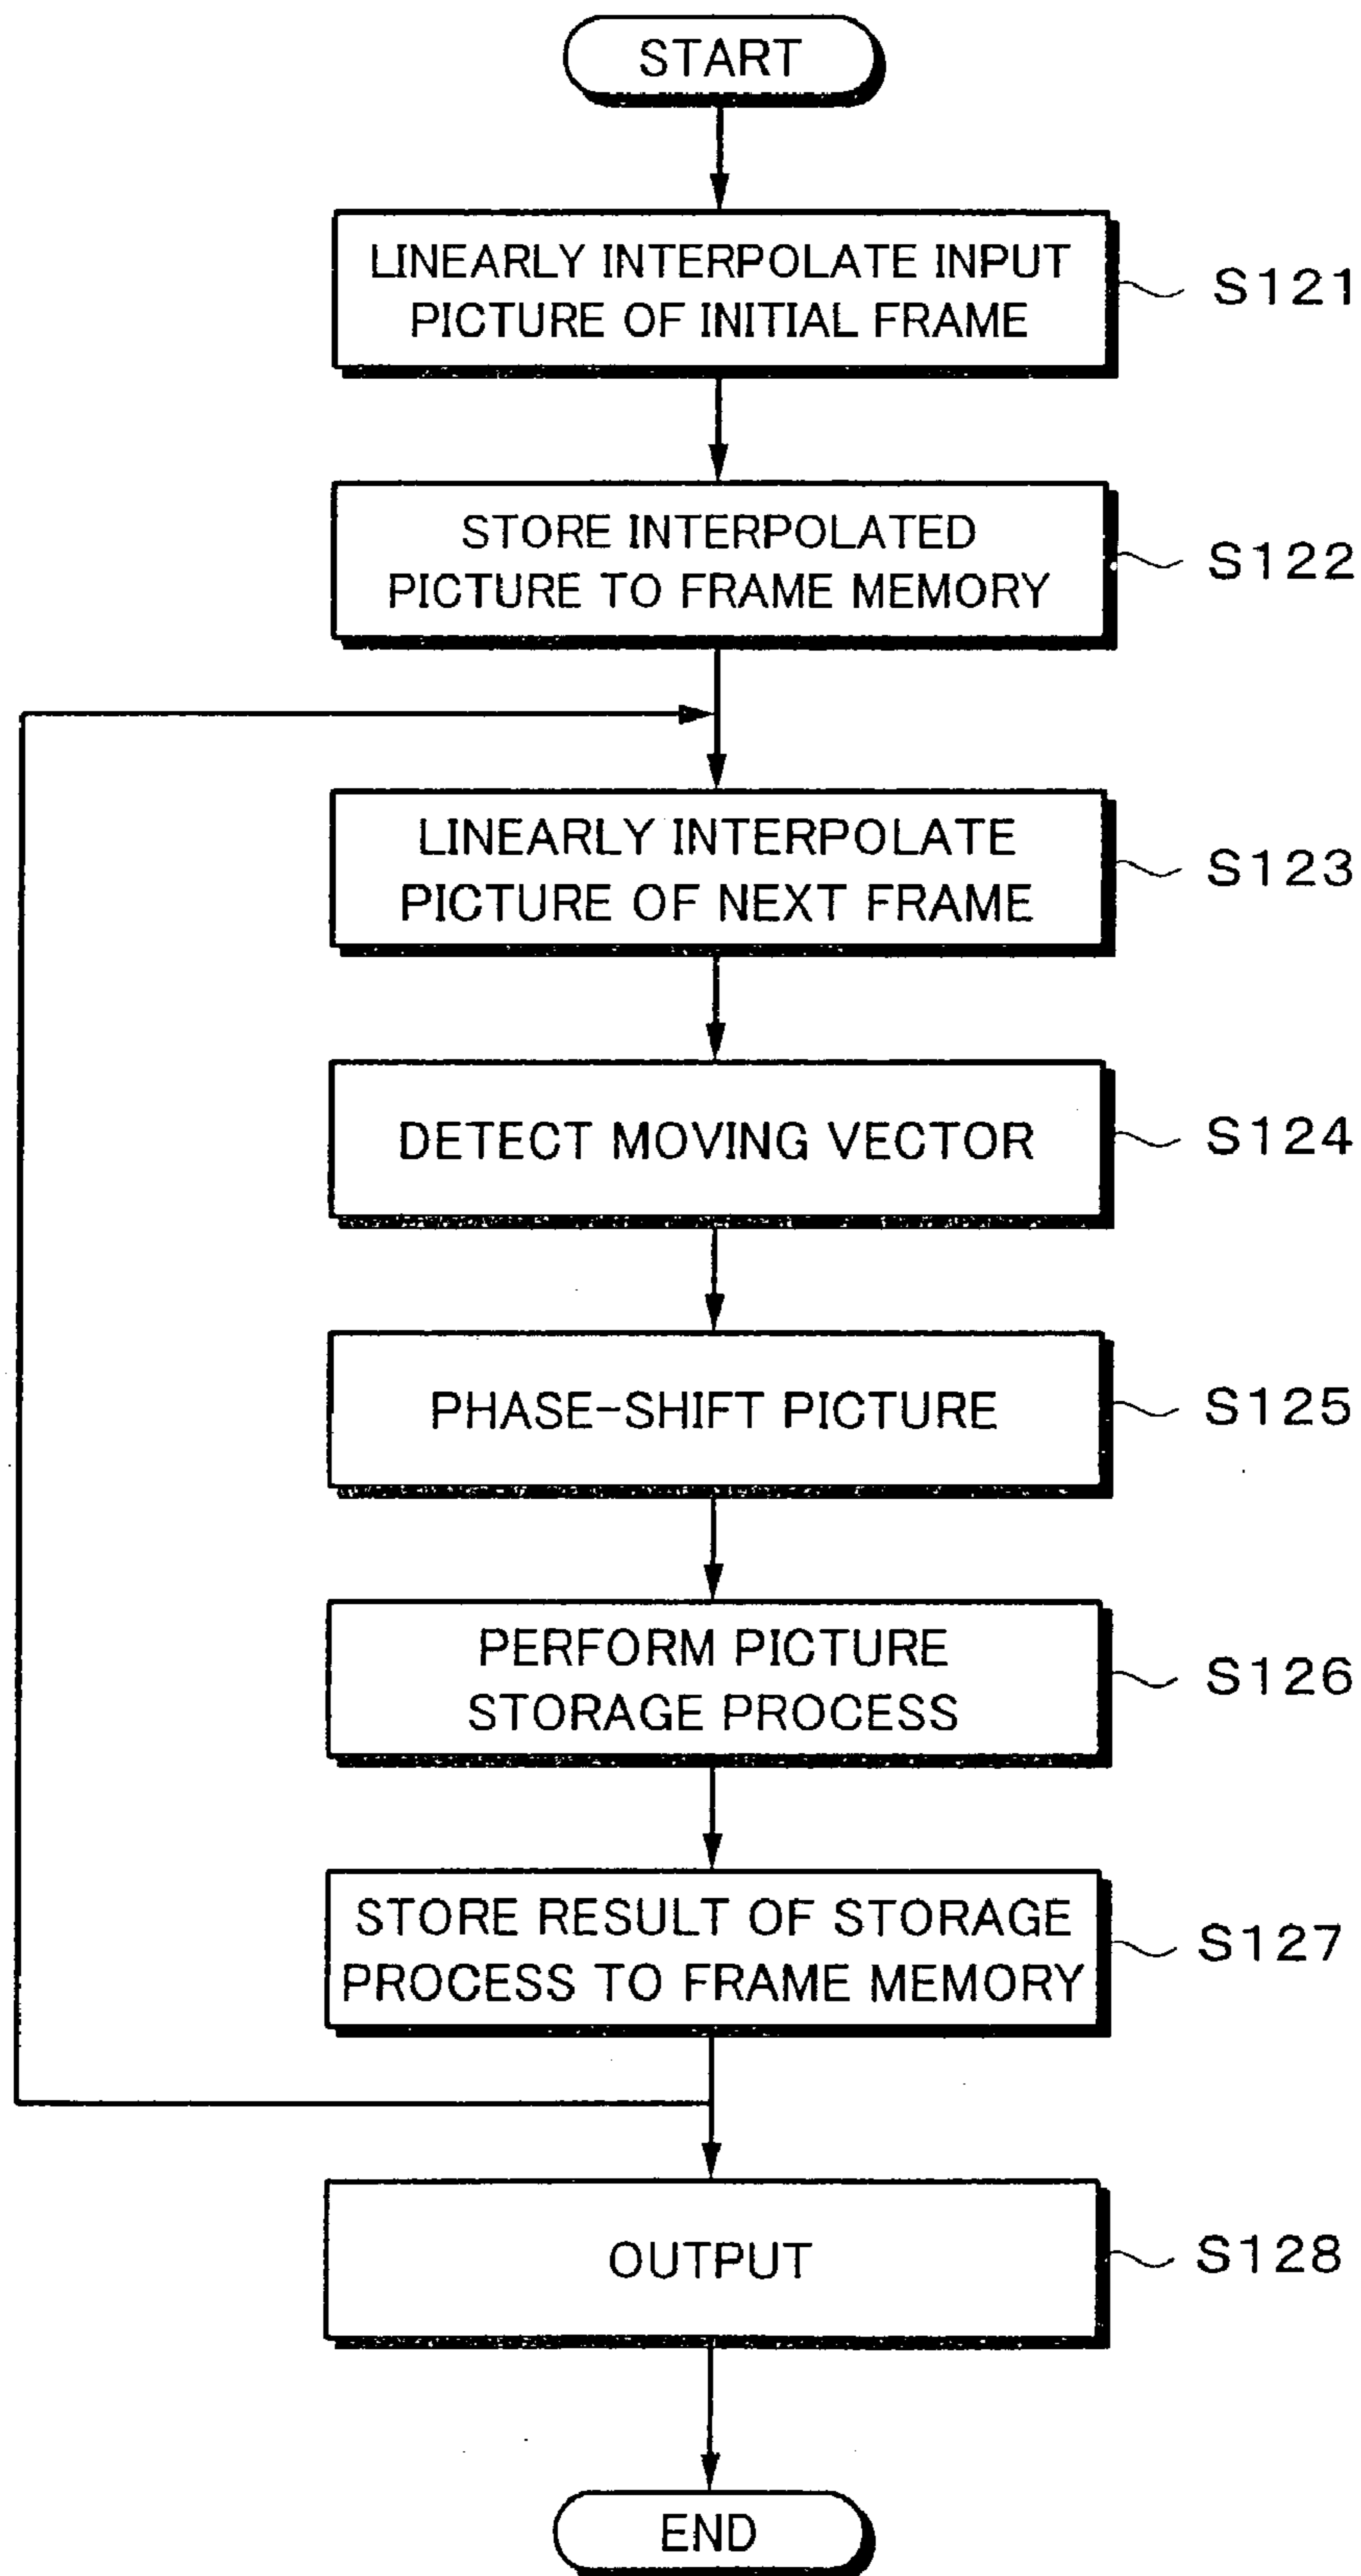 START
LINEARLY INTERPOLATE INPUT
PICTURE OF INITIAL FRAME
S121
STORE INTERPOLATED
PICTURE TO FRAME MEMORY
S122
LINEARLY INTERPOLATE
PICTURE OF NEXT FRAME
S123
DETECT MOVING VECTOR
S124
PHASE-SHIFT PICTURE
S125
PERFORM PICTURE
STORAGE PROCESS
S126
STORE RESULT OF STORAGE
PROCESS TO FRAME MEMORY
S127
OUTPUT
S128
END